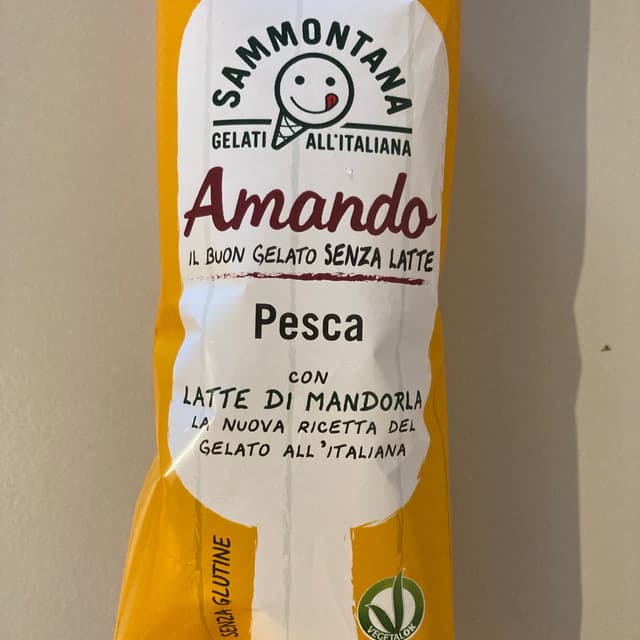 SAMMONTANA
GELATI ALL'ITALIANA
Amando
IL BUON GELATO SENZA LATTE
Pesca
CON
LATTE DI MANDORLA
LA NUOVA RICETTA DEL
GELATO ALL'ITALIANA
SENZA GLUTINE
VEGETALOK